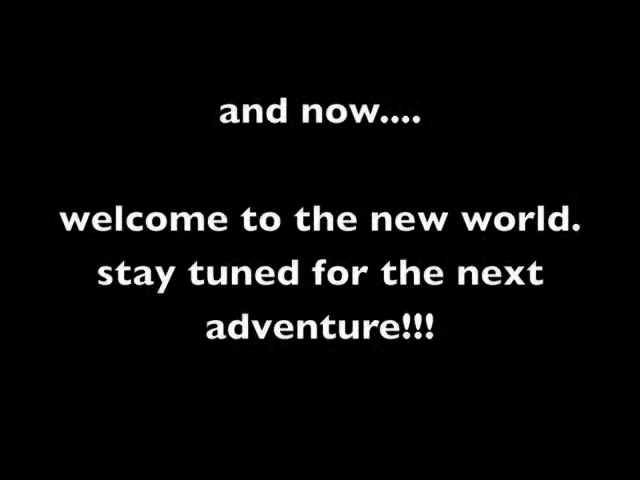 and now....
welcome to the new world.
stay tuned for the next
adventure!!!